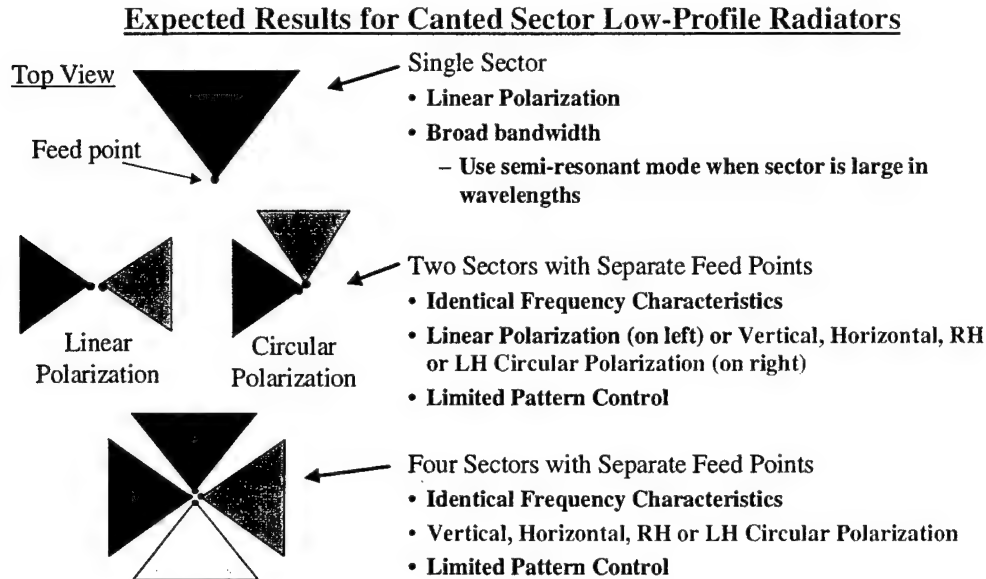 Expected Results for Canted Sector Low-Profile Radiators
Top View
Feed point
Single Sector
• Linear Polarization
• Broad bandwidth
– Use semi-resonant mode when sector is large in
wavelengths
Linear
Polarization
Circular
Polarization
Two Sectors with Separate Feed Points
• Identical Frequency Characteristics
• Linear Polarization (on left) or Vertical, Horizontal, RH
or LH Circular Polarization (on right)
• Limited Pattern Control
Four Sectors with Separate Feed Points
• Identical Frequency Characteristics
• Vertical, Horizontal, RH or LH Circular Polarization
• Limited Pattern Control